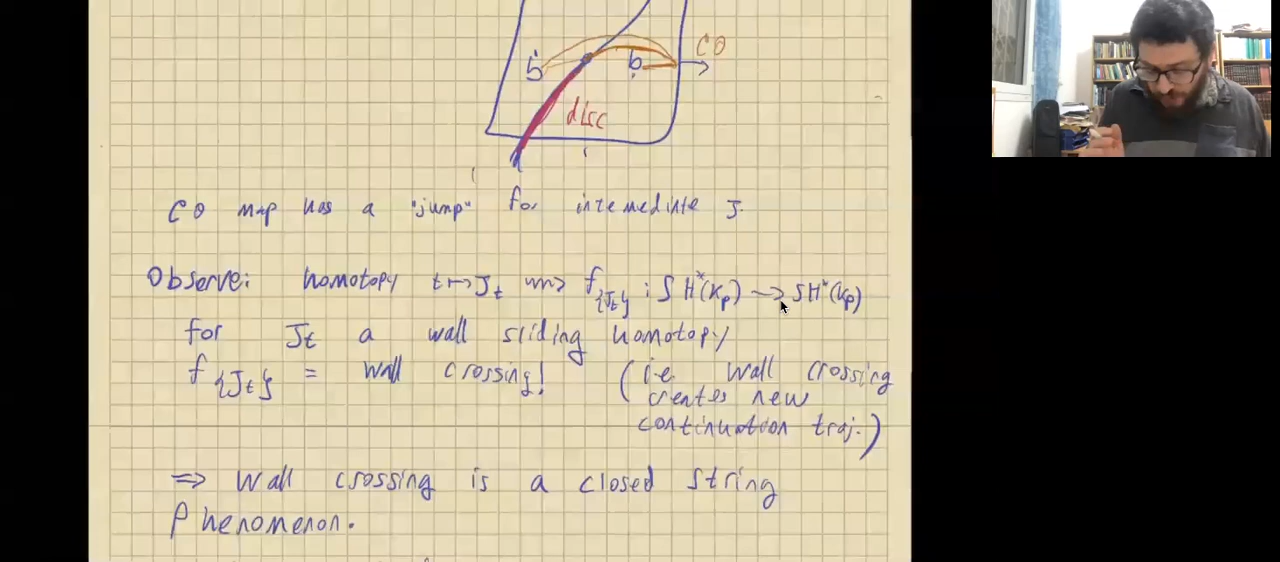 CO
b
b
disc
CO map has a "jump" for intermediate J.
Observe: homotopy t ↦ J_t ⇝ f_{J_t} : SH*(K_p) → SH*(K_p)
for J_t a wall sliding homotopy
f_{J_t} = wall crossing! (i.e. wall crossing
creates new
continuation traj.)
⇒ wall crossing is a closed string
phenomenon.